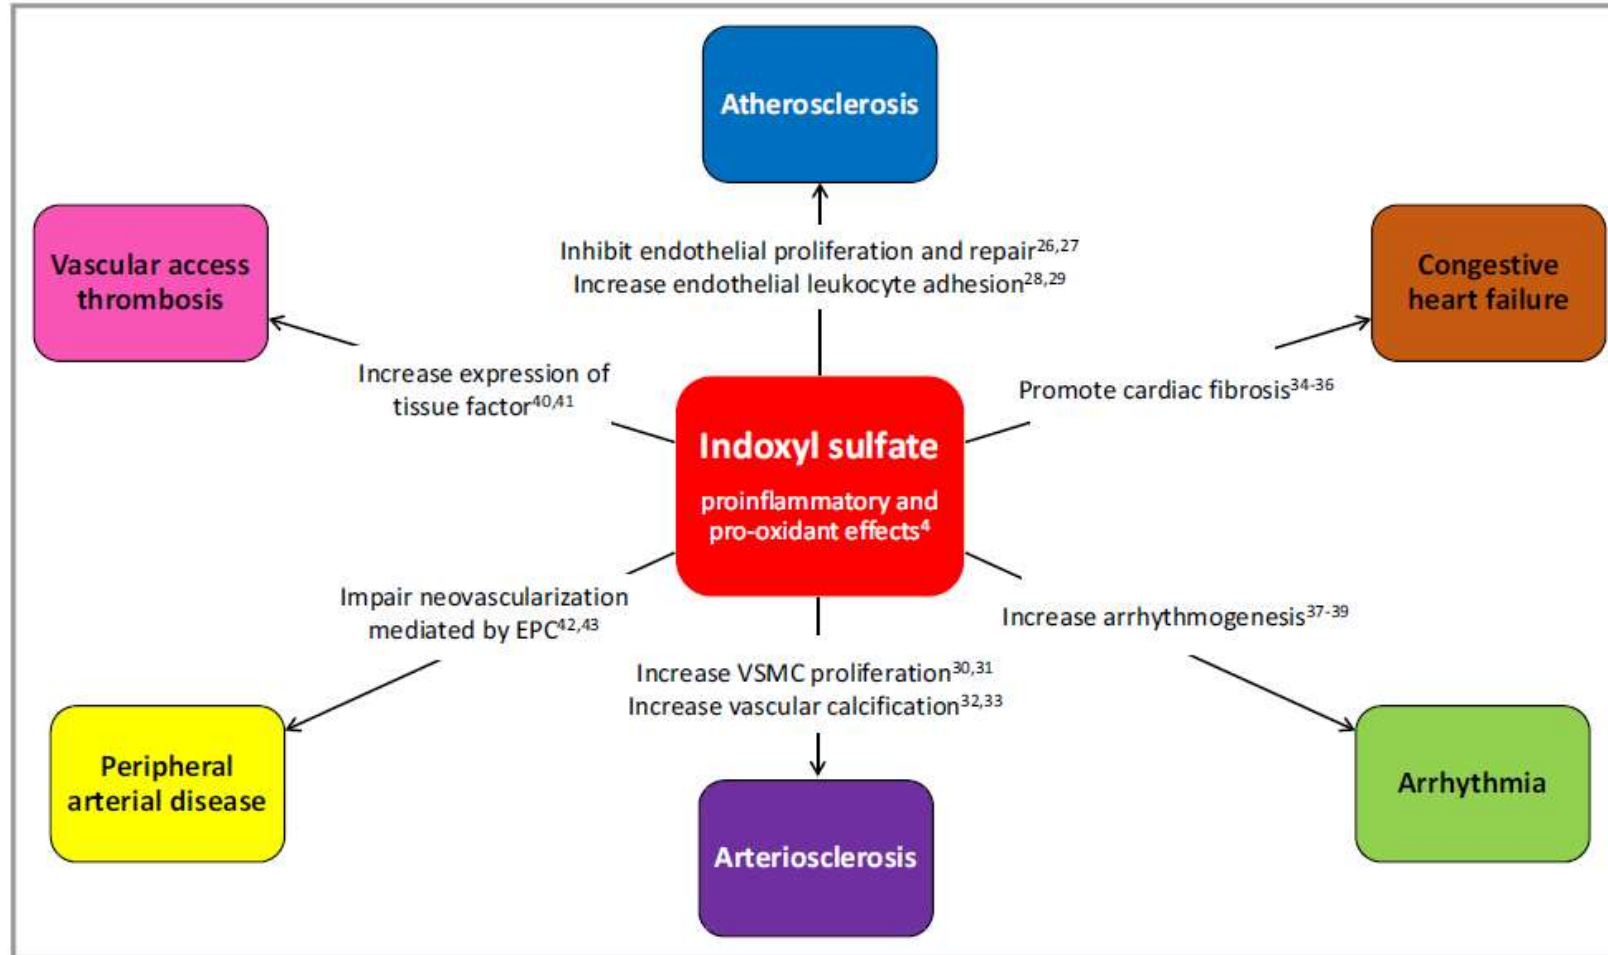 Atherosclerosis
Inhibit endothelial proliferation and repair26,27
Increase endothelial leukocyte adhesion28,29
Vascular access
thrombosis
Increase expression of
tissue factor40,41
Congestive
heart failure
Promote cardiac fibrosis34-36
Indoxyl sulfate
proinflammatory and
pro-oxidant effects4
Impair neovascularization
mediated by EPC42,43
Increase arrhythmogenesis37-39
Increase VSMC proliferation30,31
Increase vascular calcification32,33
Peripheral
arterial disease
Arrhythmia
Arteriosclerosis